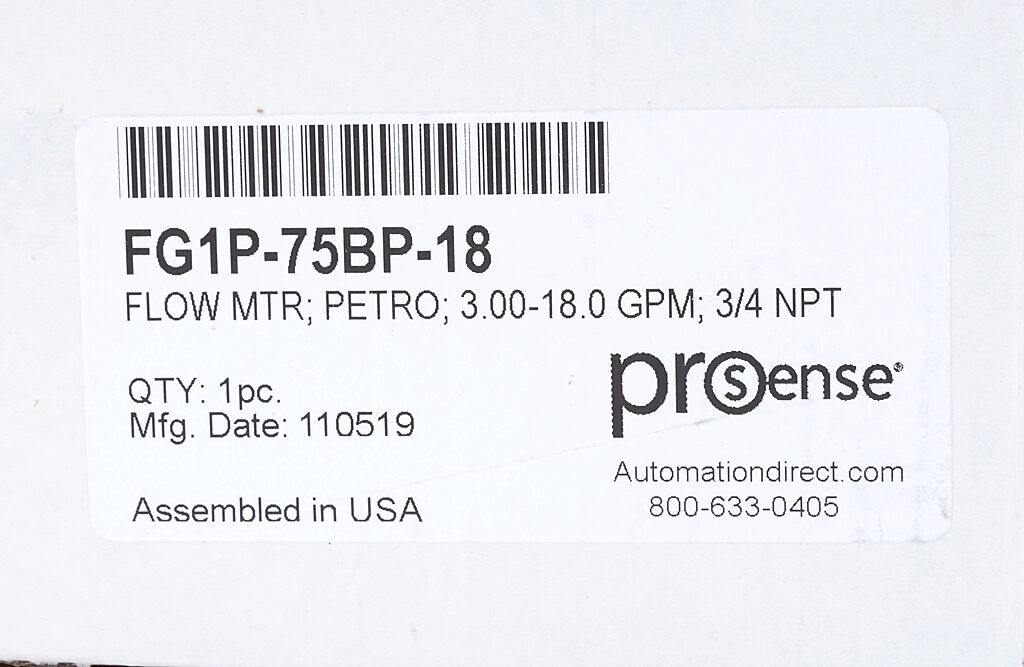 FG1P-75BP-18
FLOW MTR; PETRO; 3.00-18.0 GPM; 3/4 NPT
QTY: 1pc.
Mfg. Date: 110519
prosense®
Automationdirect.com
800-633-0405
Assembled in USA